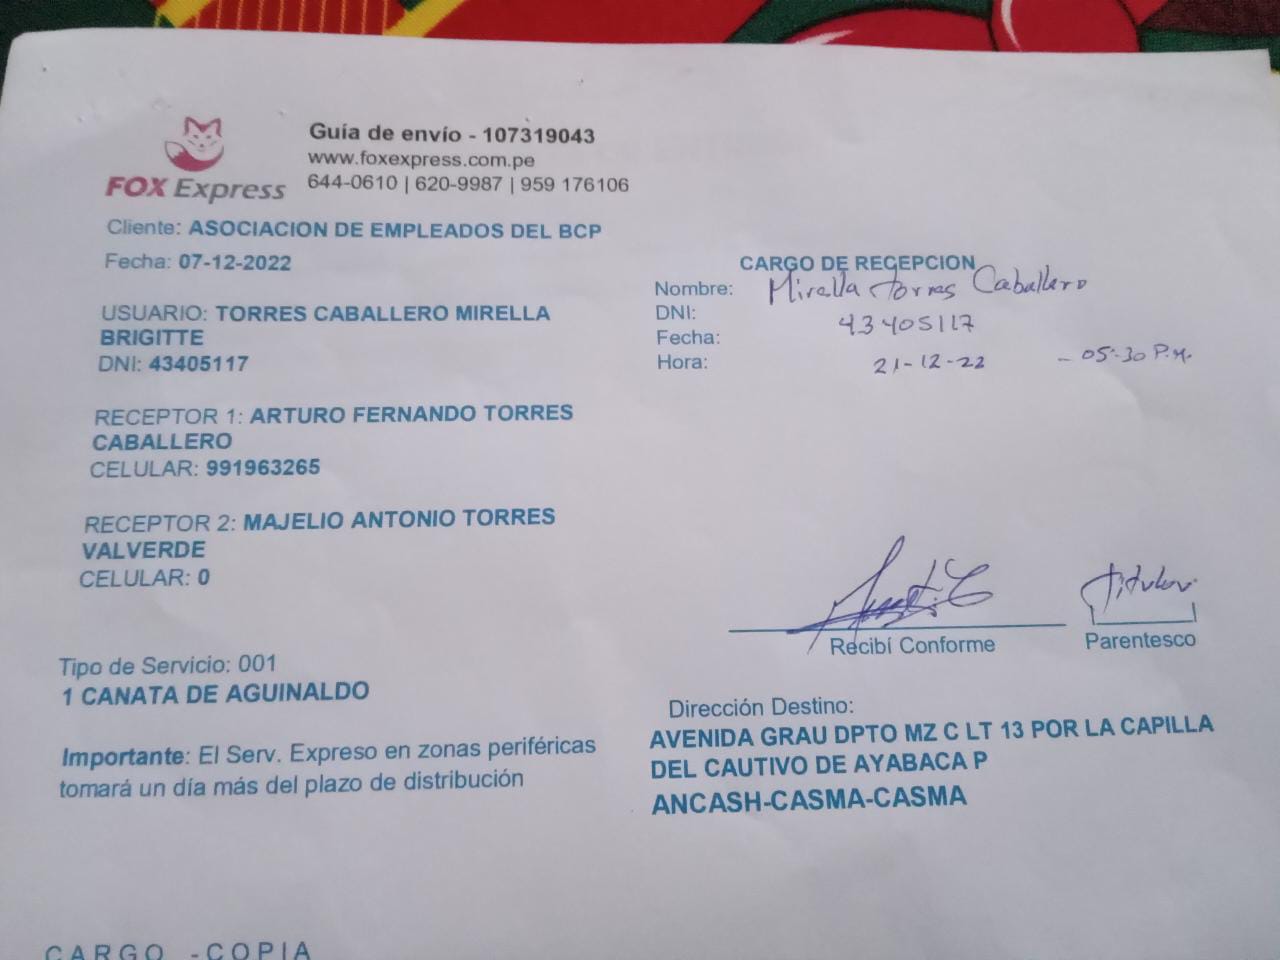 FOX Express
Guía de envío - 107319043
www.foxexpress.com.pe
644-0610 | 620-9987 | 959 176106
Cliente: ASOCIACION DE EMPLEADOS DEL BCP
Fecha: 07-12-2022
USUARIO: TORRES CABALLERO MIRELLA
BRIGITTE
DNI: 43405117
RECEPTOR 1: ARTURO FERNANDO TORRES
CABALLERO
CELULAR: 991963265
RECEPTOR 2: MAJELIO ANTONIO TORRES
VALVERDE
CELULAR: 0
Tipo de Servicio: 001
1 CANATA DE AGUINALDO
Importante: El Serv. Expreso en zonas periféricas
tomará un día más del plazo de distribución
CARGO DE RECEPCION
Nombre: Mirella Torres Caballero
DNI: 43405117
Fecha:
Hora: 21-12-22 - 05:30 P.M.
Titular
Recibí Conforme Parentesco
Dirección Destino:
AVENIDA GRAU DPTO MZ C LT 13 POR LA CAPILLA
DEL CAUTIVO DE AYABACA P
ANCASH-CASMA-CASMA
CARGO - COPIA